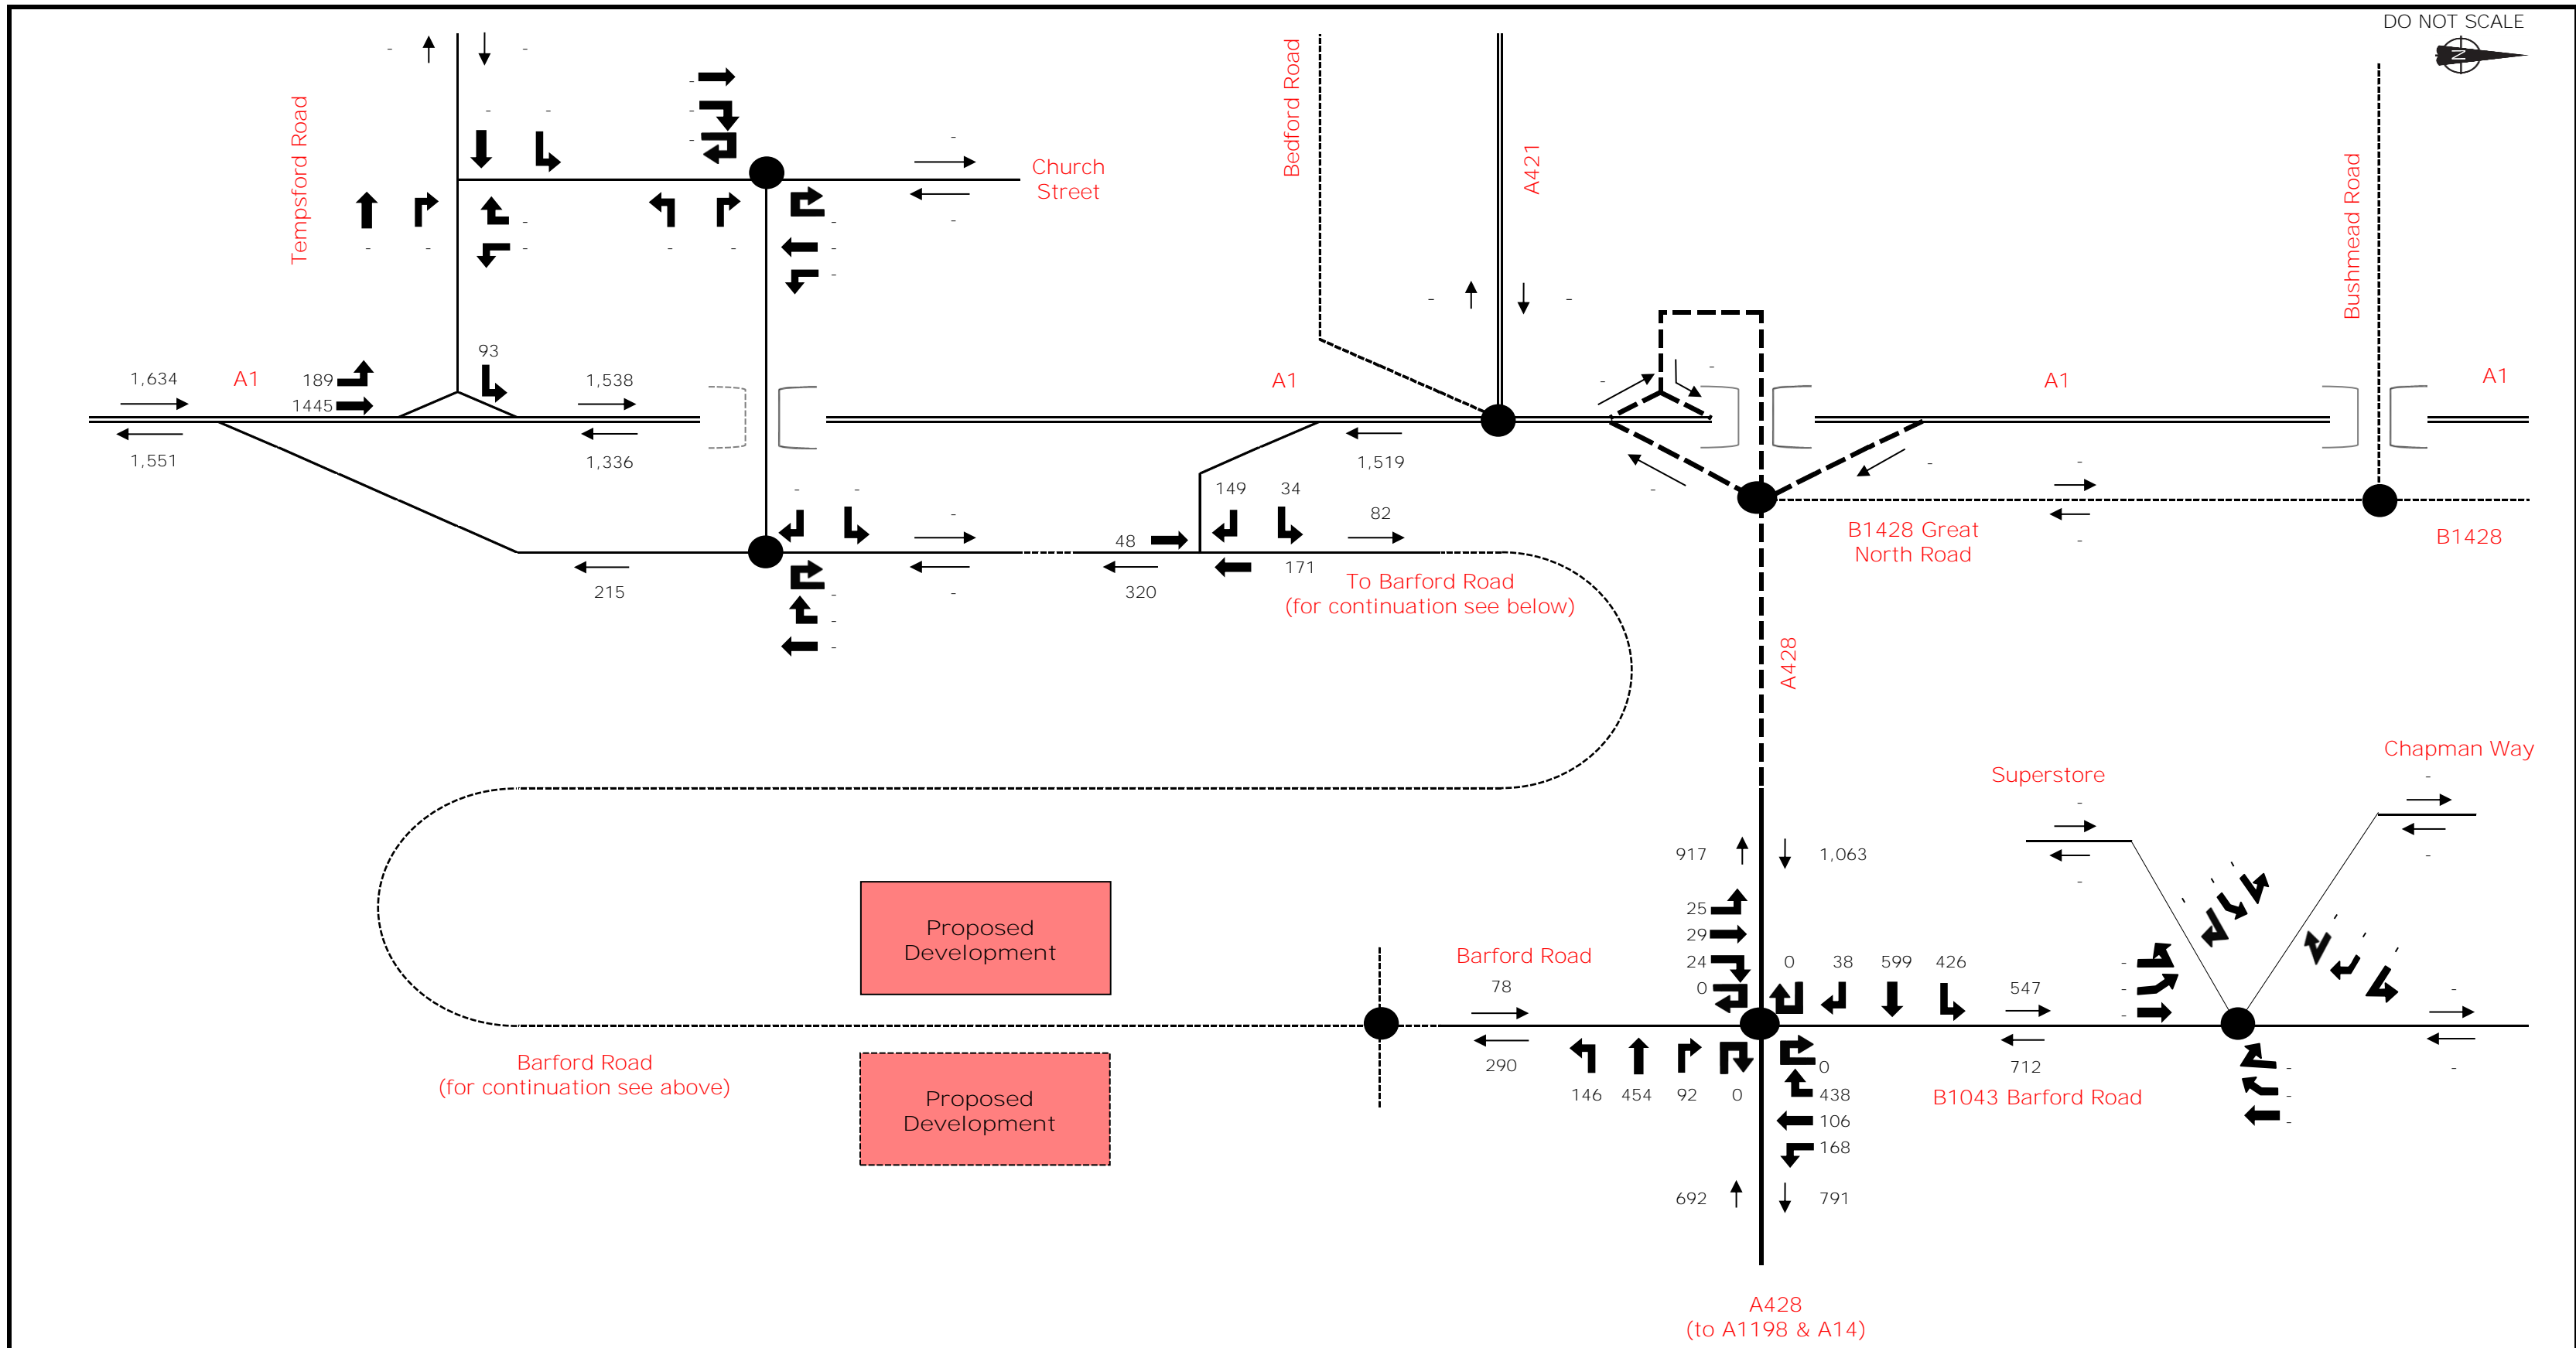 DO NOT SCALE
N
Tempsford Road
Church
Street
Bedford Road
A421
Bushmead Road
1,634
A1
189
1445
93
1,538
A1
A1
A1
1,551
1,336
1,519
149
34
82
48
215
320
171
To Barford Road
(for continuation see below)
B1428 Great
North Road
B1428
A428
Superstore
Chapman Way
917
1,063
Proposed
Development
25
29
24
0
0
38
599
426
547
Barford Road
78
290
146
454
92
0
0
438
106
168
712
B1043 Barford Road
Barford Road
(for continuation see above)
Proposed
Development
692
791
A428
(to A1198 & A14)